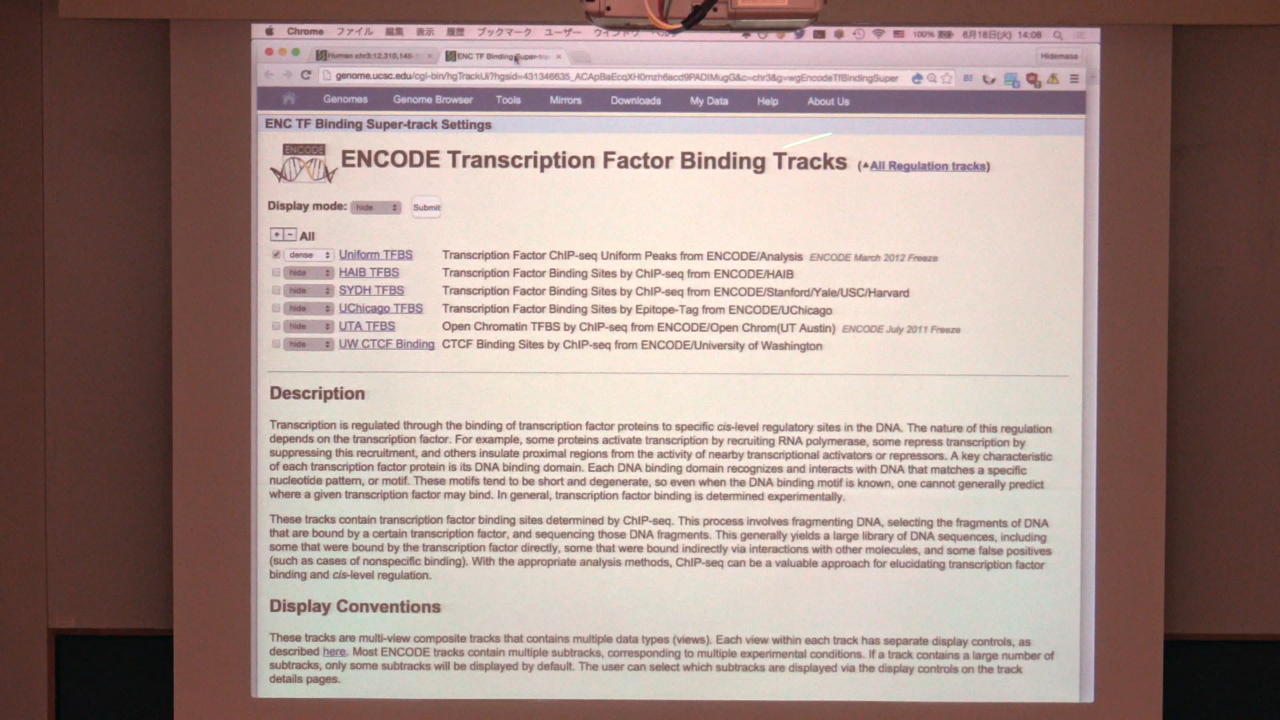 Chrome ファイル 編集 表示 履歴 ブックマーク ユーザー ウインドウ 100% 6月18日(火) 14:08
Human chr3:12,310,148- ENC TF Binding Super-tra Hidemasa
genome.ucsc.edu/cgi-bin/hgTrackUi?hgsid=431346635_ACApBaEcqXH0mzh6acd9PADIMugG&c=chr3&g=wgEncodeTfBindingSuper
Genomes Genome Browser Tools Mirrors Downloads My Data Help About Us
ENC TF Binding Super-track Settings
ENCODE
ENCODE Transcription Factor Binding Tracks (All Regulation tracks)
Display mode: hide Submit
+ - All
dense Uniform TFBS Transcription Factor ChIP-seq Uniform Peaks from ENCODE/Analysis ENCODE March 2012 Freeze
hide HAIB TFBS Transcription Factor Binding Sites by ChIP-seq from ENCODE/HAIB
hide SYDH TFBS Transcription Factor Binding Sites by ChIP-seq from ENCODE/Stanford/Yale/USC/Harvard
hide UChicago TFBS Transcription Factor Binding Sites by Epitope-Tag from ENCODE/UChicago
hide UTA TFBS Open Chromatin TFBS by ChIP-seq from ENCODE/Open Chrom(UT Austin) ENCODE July 2011 Freeze
hide UW CTCF Binding CTCF Binding Sites by ChIP-seq from ENCODE/University of Washington
Description
Transcription is regulated through the binding of transcription factor proteins to specific cis-level regulatory sites in the DNA. The nature of this regulation
depends on the transcription factor. For example, some proteins activate transcription by recruiting RNA polymerase, some repress transcription by
suppressing this recruitment, and others insulate proximal regions from the activity of nearby transcriptional activators or repressors. A key characteristic
of each transcription factor protein is its DNA binding domain. Each DNA binding domain recognizes and interacts with DNA that matches a specific
nucleotide pattern, or motif. These motifs tend to be short and degenerate, so even when the DNA binding motif is known, one cannot generally predict
where a given transcription factor may bind. In general, transcription factor binding is determined experimentally.
These tracks contain transcription factor binding sites determined by ChIP-seq. This process involves fragmenting DNA, selecting the fragments of DNA
that are bound by a certain transcription factor, and sequencing those DNA fragments. This generally yields a large library of DNA sequences, including
some that were bound by the transcription factor directly, some that were bound indirectly via interactions with other molecules, and some false positives
(such as cases of nonspecific binding). With the appropriate analysis methods, ChIP-seq can be a valuable approach for elucidating transcription factor
binding and cis-level regulation.
Display Conventions
These tracks are multi-view composite tracks that contains multiple data types (views). Each view within each track has separate display controls, as
described here. Most ENCODE tracks contain multiple subtracks, corresponding to multiple experimental conditions. If a track contains a large number of
subtracks, only some subtracks will be displayed by default. The user can select which subtracks are displayed via the display controls on the track
details pages.